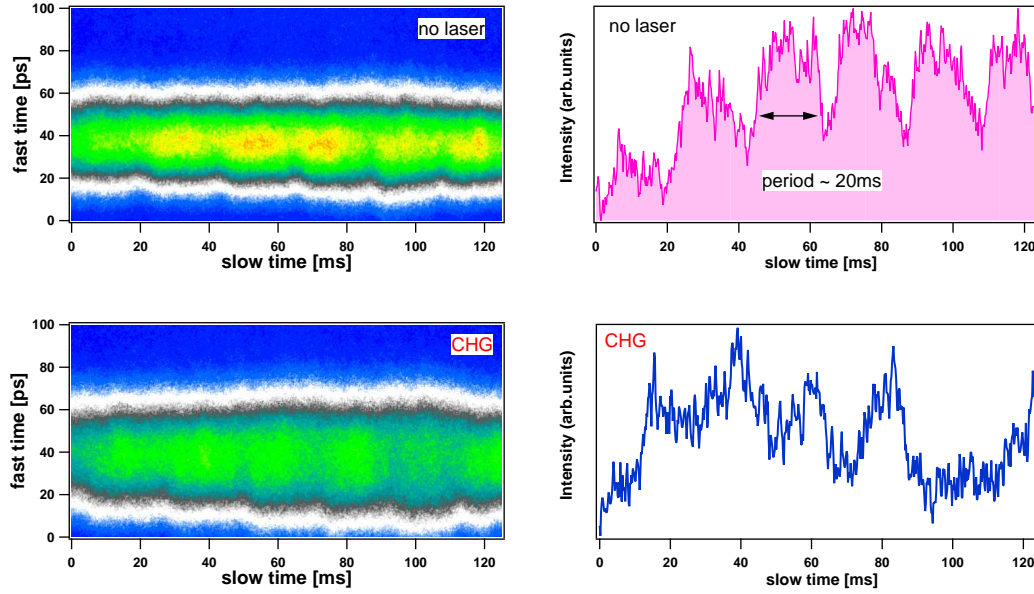 no laser
fast time [ps]
100
80
60
40
20
0
0 20 40 60 80 100 120
slow time [ms]
no laser
Intensity (arb.units)
period ~ 20ms
0 20 40 60 80 100 120
slow time [ms]
CHG
fast time [ps]
100
80
60
40
20
0
0 20 40 60 80 100 120
slow time [ms]
CHG
Intensity (arb.units)
0 20 40 60 80 100 120
slow time [ms]